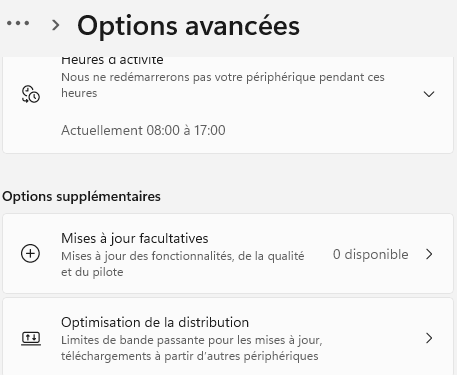 ... > Options avancées
Heures d'activité
Nous ne redémarrerons pas votre périphérique pendant ces
heures
Actuellement 08:00 à 17:00
Options supplémentaires
Mises à jour facultatives
Mises à jour des fonctionnalités, de la qualité
et du pilote
0 disponible
Optimisation de la distribution
Limites de bande passante pour les mises à jour,
téléchargements à partir d'autres périphériques